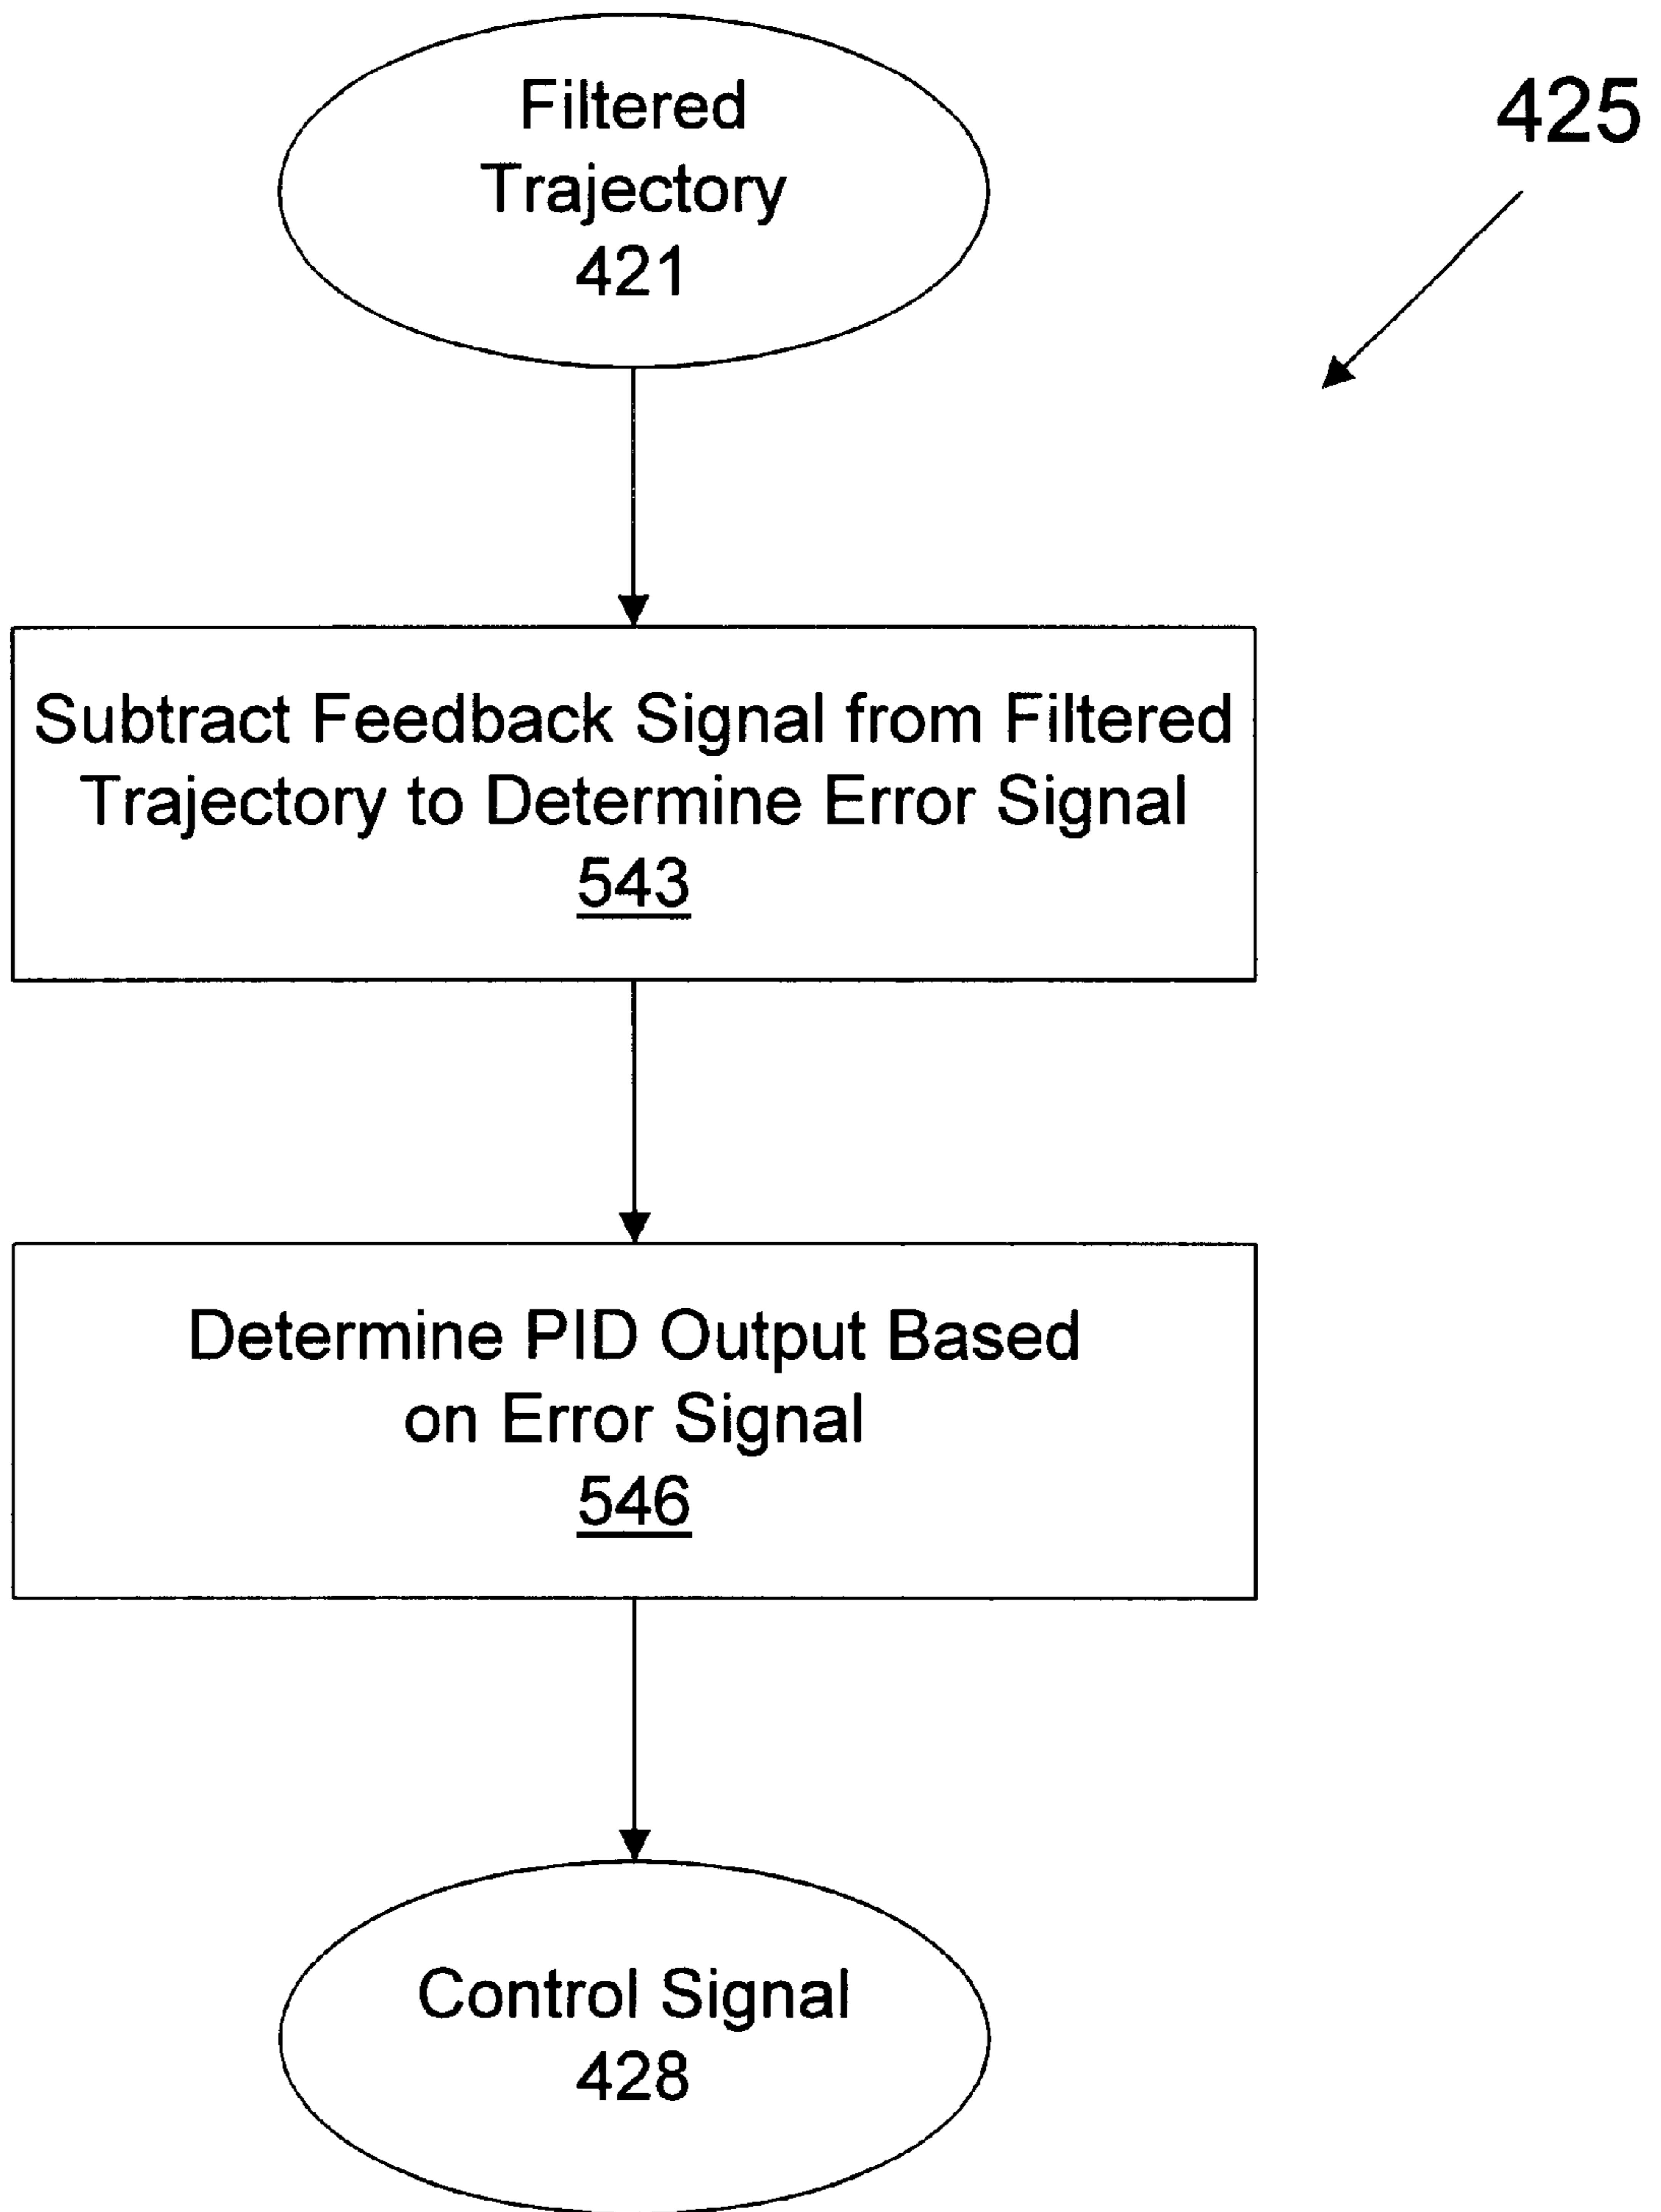 Filtered
Trajectory
421
425
Subtract Feedback Signal from Filtered
Trajectory to Determine Error Signal
543
Determine PID Output Based
on Error Signal
546
Control Signal
428